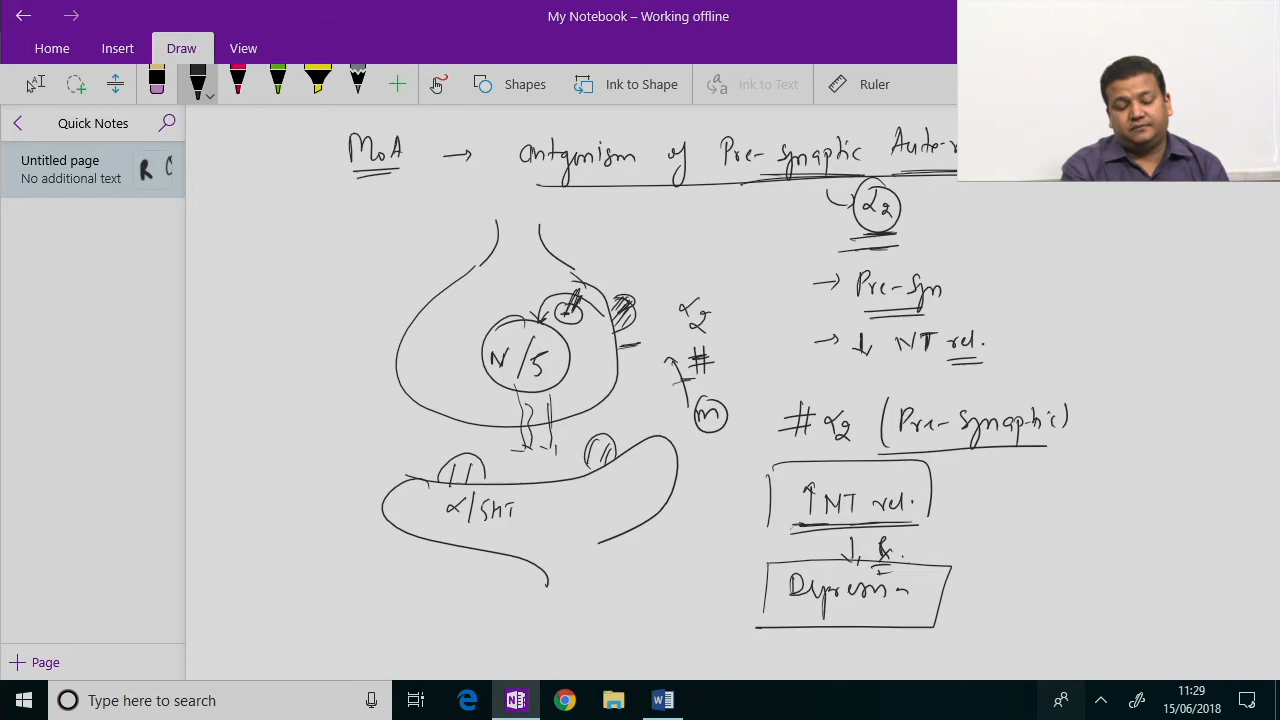 My Notebook – Working offline
Home Insert Draw View
Shapes Ink to Shape Ink to Text Ruler
Quick Notes
Untitled page
No additional text
R C
MoA → antgonism of Pre-Synaptic Auto-
α2
→ Pre-Syn
→ ↓ NT rel.
α2
#
m
N/5
α/5HT
# α2 (Pre-Synaptic)
↑NT rel.
↓
Depression
+ Page
Type here to search
11:29
15/06/2018